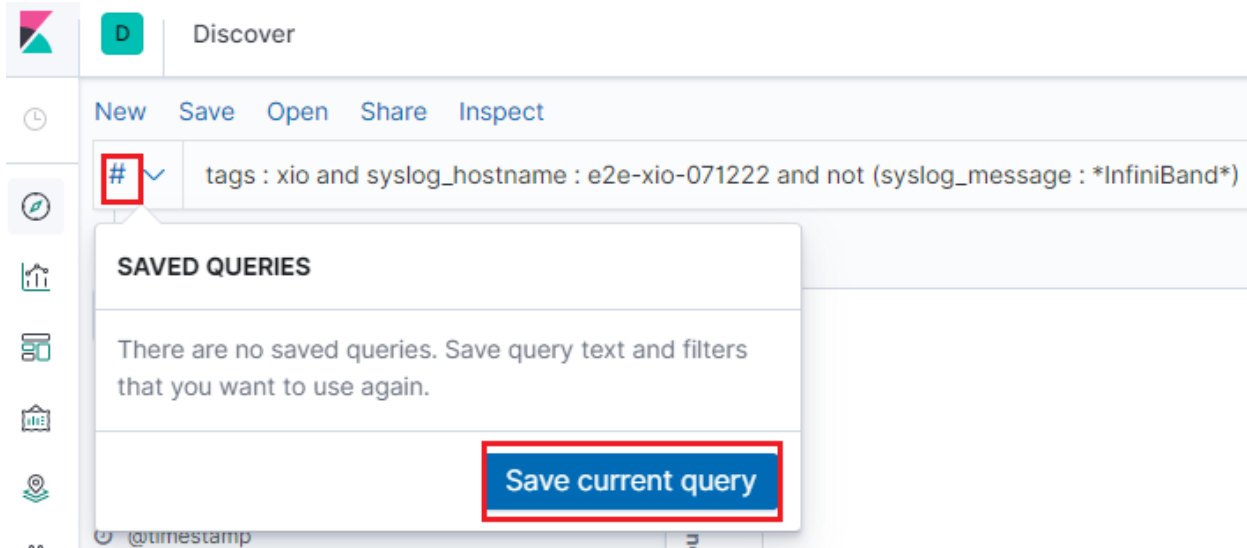 D Discover
New Save Open Share Inspect
# tags : xio and syslog_hostname : e2e-xio-071222 and not (syslog_message : *InfiniBand*)
SAVED QUERIES
There are no saved queries. Save query text and filters
that you want to use again.
Save current query
@timestamp